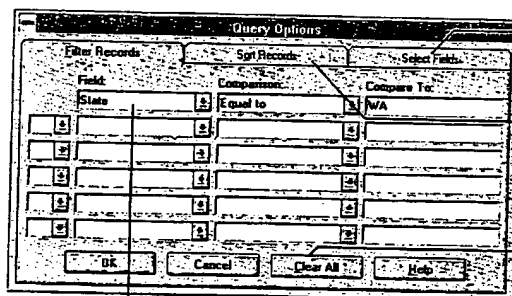 Query Options
Filter Records Sort Records Select Fields
Field: Comparison: Compare To:
State Equal to WA
OK Cancel Clear All Help